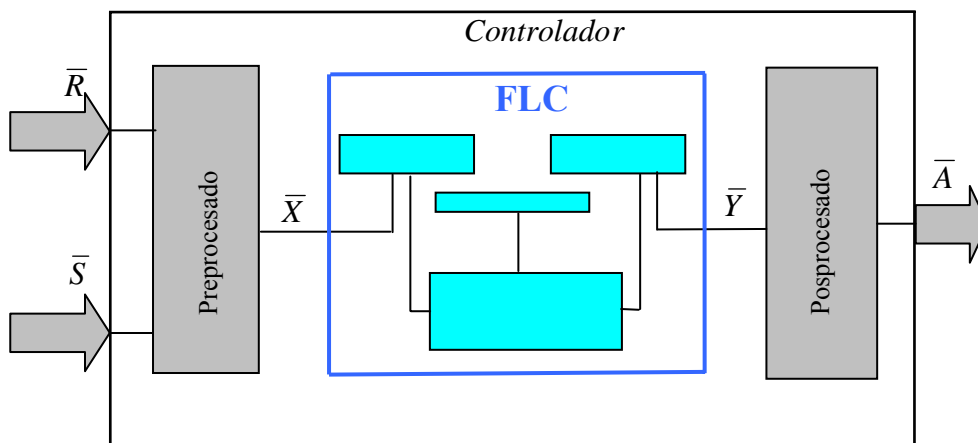 Controlador
R̅
FLC
Preprocesado
X̅
Y̅
Posprocesado
A̅
S̅